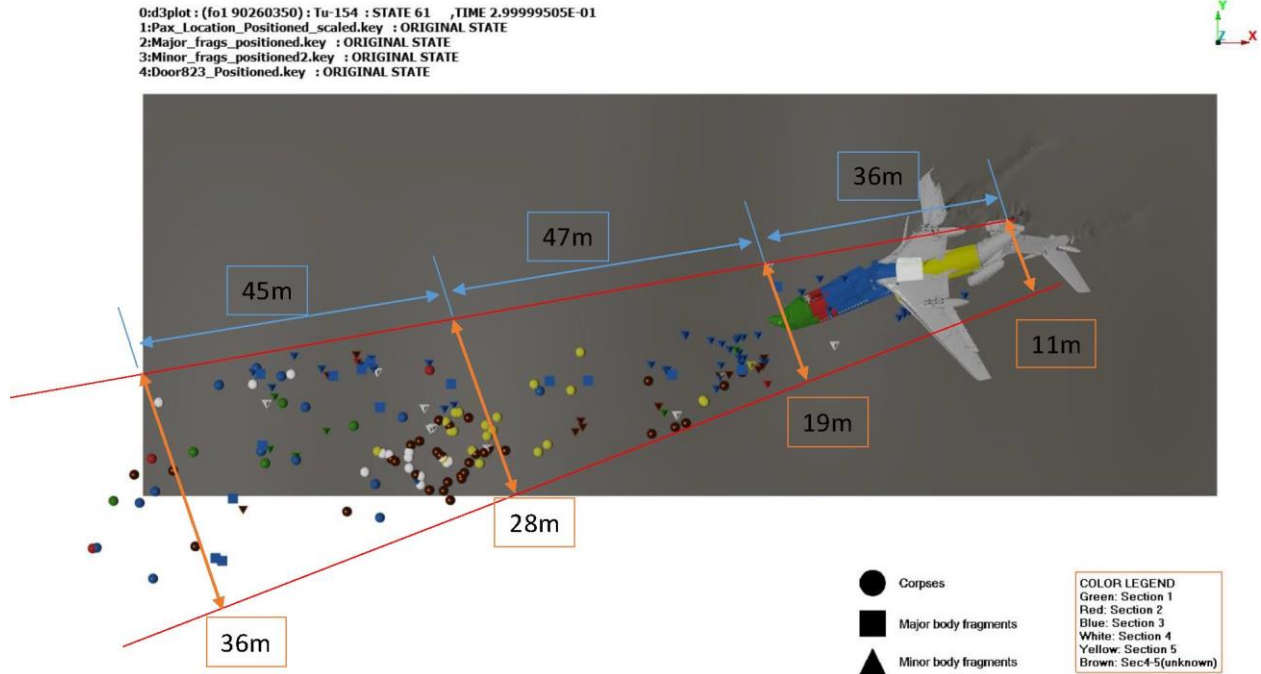 0:d3plot : (fo1 90260350) : Tu-154 : STATE 61 ,TIME 2.99999505E-01
1:Pax_Location_Positioned_scaled.key : ORIGINAL STATE
2:Major_frags_positioned.key : ORIGINAL STATE
3:Minor_frags_positioned2.key : ORIGINAL STATE
4:Door823_Positioned.key : ORIGINAL STATE
Y
Z X
36m
47m
45m
11m
19m
28m
36m
Corpses
Major body fragments
Minor body fragments
COLOR LEGEND
Green: Section 1
Red: Section 2
Blue: Section 3
White: Section 4
Yellow: Section 5
Brown: Sec4-5(unknown)